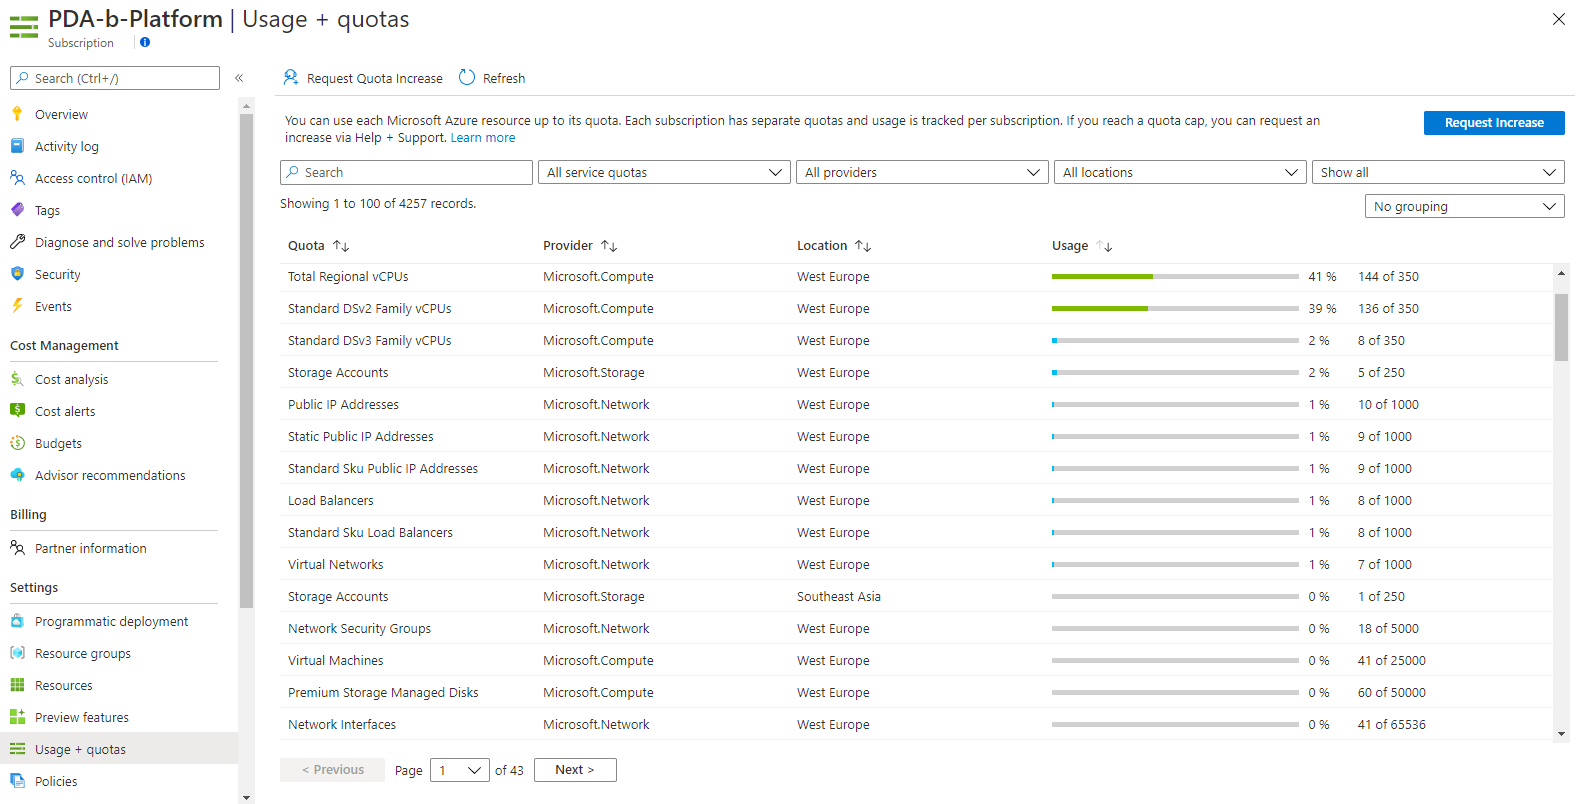 PDA-b-Platform | Usage + quotas
Subscription
Search (Ctrl+/)
«
Overview
Activity log
Access control (IAM)
Tags
Diagnose and solve problems
Security
Events
Cost Management
Cost analysis
Cost alerts
Budgets
Advisor recommendations
Billing
Partner information
Settings
Programmatic deployment
Resource groups
Resources
Preview features
Usage + quotas
Policies
Request Quota Increase Refresh
You can use each Microsoft Azure resource up to its quota. Each subscription has separate quotas and usage is tracked per subscription. If you reach a quota cap, you can request an
increase via Help + Support. Learn more
Request Increase
Search All service quotas All providers All locations Show all
Showing 1 to 100 of 4257 records.
No grouping
Quota Provider Location Usage
Total Regional vCPUs Microsoft.Compute West Europe 41 % 144 of 350
Standard DSv2 Family vCPUs Microsoft.Compute West Europe 39 % 136 of 350
Standard DSv3 Family vCPUs Microsoft.Compute West Europe 2 % 8 of 350
Storage Accounts Microsoft.Storage West Europe 2 % 5 of 250
Public IP Addresses Microsoft.Network West Europe 1 % 10 of 1000
Static Public IP Addresses Microsoft.Network West Europe 1 % 9 of 1000
Standard Sku Public IP Addresses Microsoft.Network West Europe 1 % 9 of 1000
Load Balancers Microsoft.Network West Europe 1 % 8 of 1000
Standard Sku Load Balancers Microsoft.Network West Europe 1 % 8 of 1000
Virtual Networks Microsoft.Network West Europe 1 % 7 of 1000
Storage Accounts Microsoft.Storage Southeast Asia 0 % 1 of 250
Network Security Groups Microsoft.Network West Europe 0 % 18 of 5000
Virtual Machines Microsoft.Compute West Europe 0 % 41 of 25000
Premium Storage Managed Disks Microsoft.Compute West Europe 0 % 60 of 50000
Network Interfaces Microsoft.Network West Europe 0 % 41 of 65536
< Previous Page 1 of 43 Next >